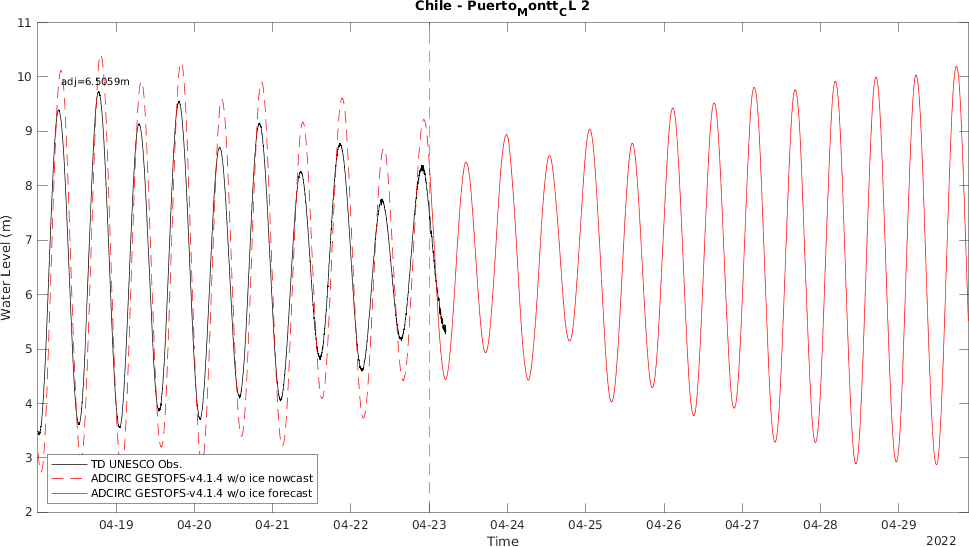 Chile - PuertoMonttCL 2
11
10
9
8
7
6
5
4
3
2
Water Level (m)
adj=6.5059m
TD UNESCO Obs.
ADCIRC GESTOFS-v4.1.4 w/o ice nowcast
ADCIRC GESTOFS-v4.1.4 w/o ice forecast
04-19 04-20 04-21 04-22 04-23 04-24 04-25 04-26 04-27 04-28 04-29
Time
2022